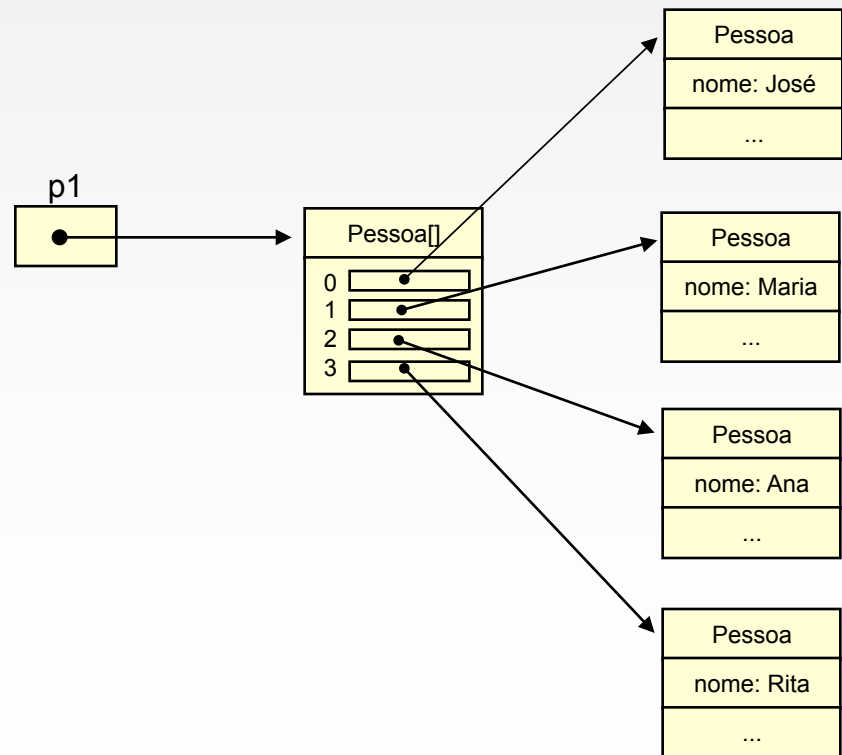 p1
Pessoa[]
0
1
2
3
Pessoa
nome: José
...
Pessoa
nome: Maria
...
Pessoa
nome: Ana
...
Pessoa
nome: Rita
...